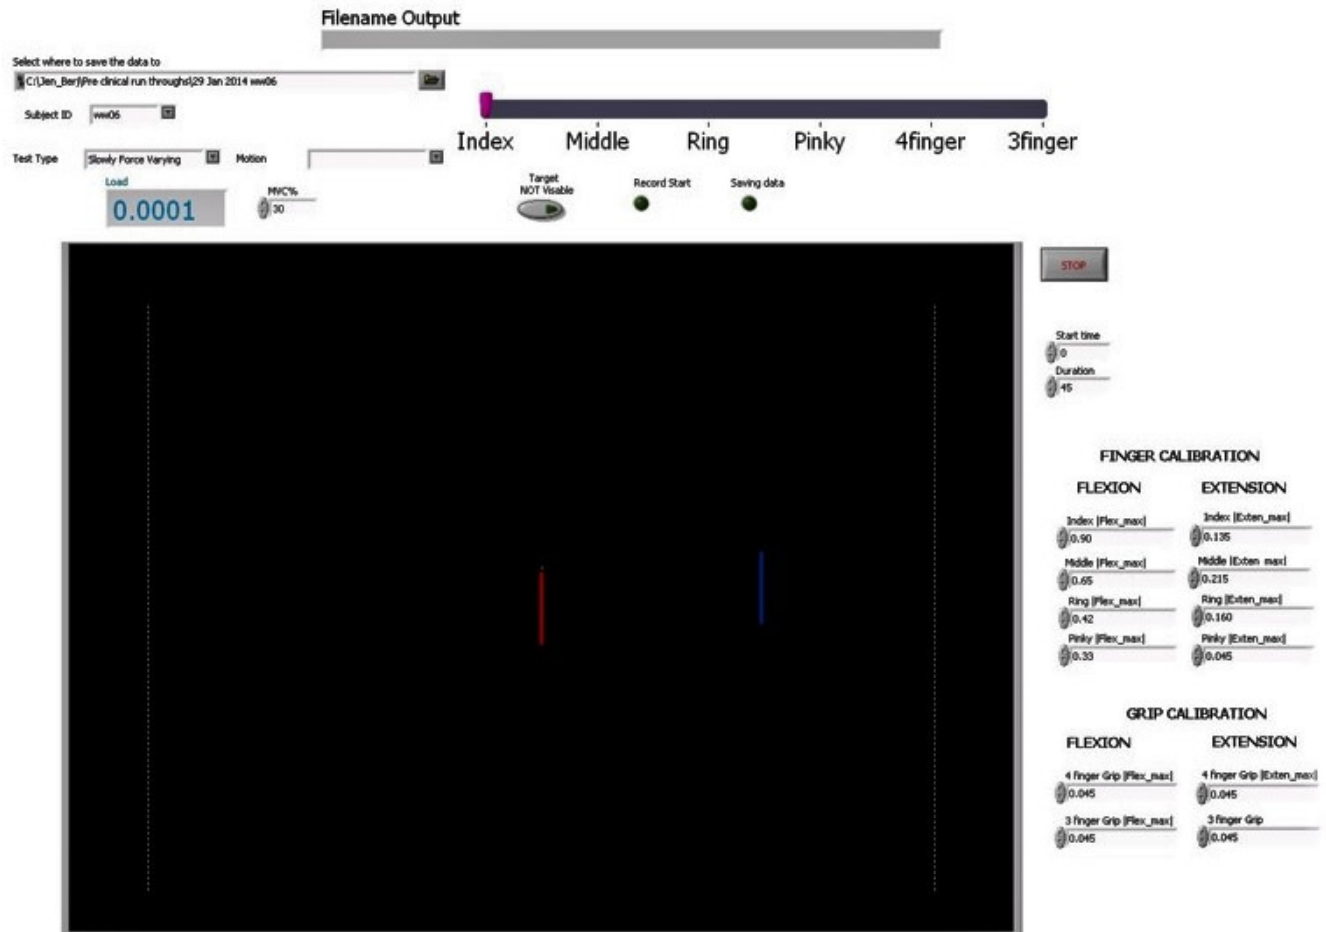 Filename Output
Select where to save the data to
C:\Jen_Berj\Pre clinical run throughs\29 Jan 2014 ww06
Subject ID ww06
Index Middle Ring Pinky 4finger 3finger
Test Type Slowly Force Varying Motion
Load
0.0001
MVC%
30
Target
NOT Visable
Record Start
Saving data
STOP
Start time
0
Duration
45
FINGER CALIBRATION
FLEXION EXTENSION
Index |Flex_max| Index |Exten_max|
0.90 0.135
Middle |Flex_max| Middle |Exten max|
0.65 0.215
Ring |Flex_max| Ring |Exten_max|
0.42 0.160
Pinky |Flex_max| Pinky |Exten_max|
0.33 0.045
GRIP CALIBRATION
FLEXION EXTENSION
4 finger Grip |Flex_max| 4 finger Grip |Exten_max|
0.045 0.045
3 finger Grip |Flex_max| 3 finger Grip
0.045 0.045